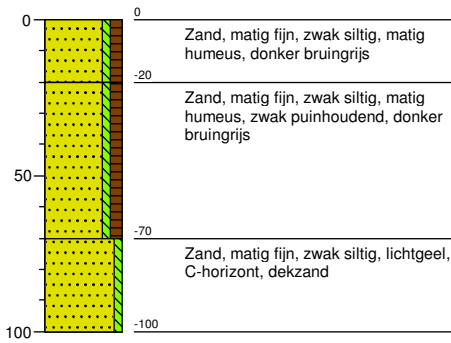 0
0
Zand, matig fijn, zwak siltig, matig
humeus, donker bruingrijs
-20
Zand, matig fijn, zwak siltig, matig
humeus, zwak puinhoudend, donker
bruingrijs
50
-70
Zand, matig fijn, zwak siltig, lichtgeel,
C-horizont, dekzand
100
-100